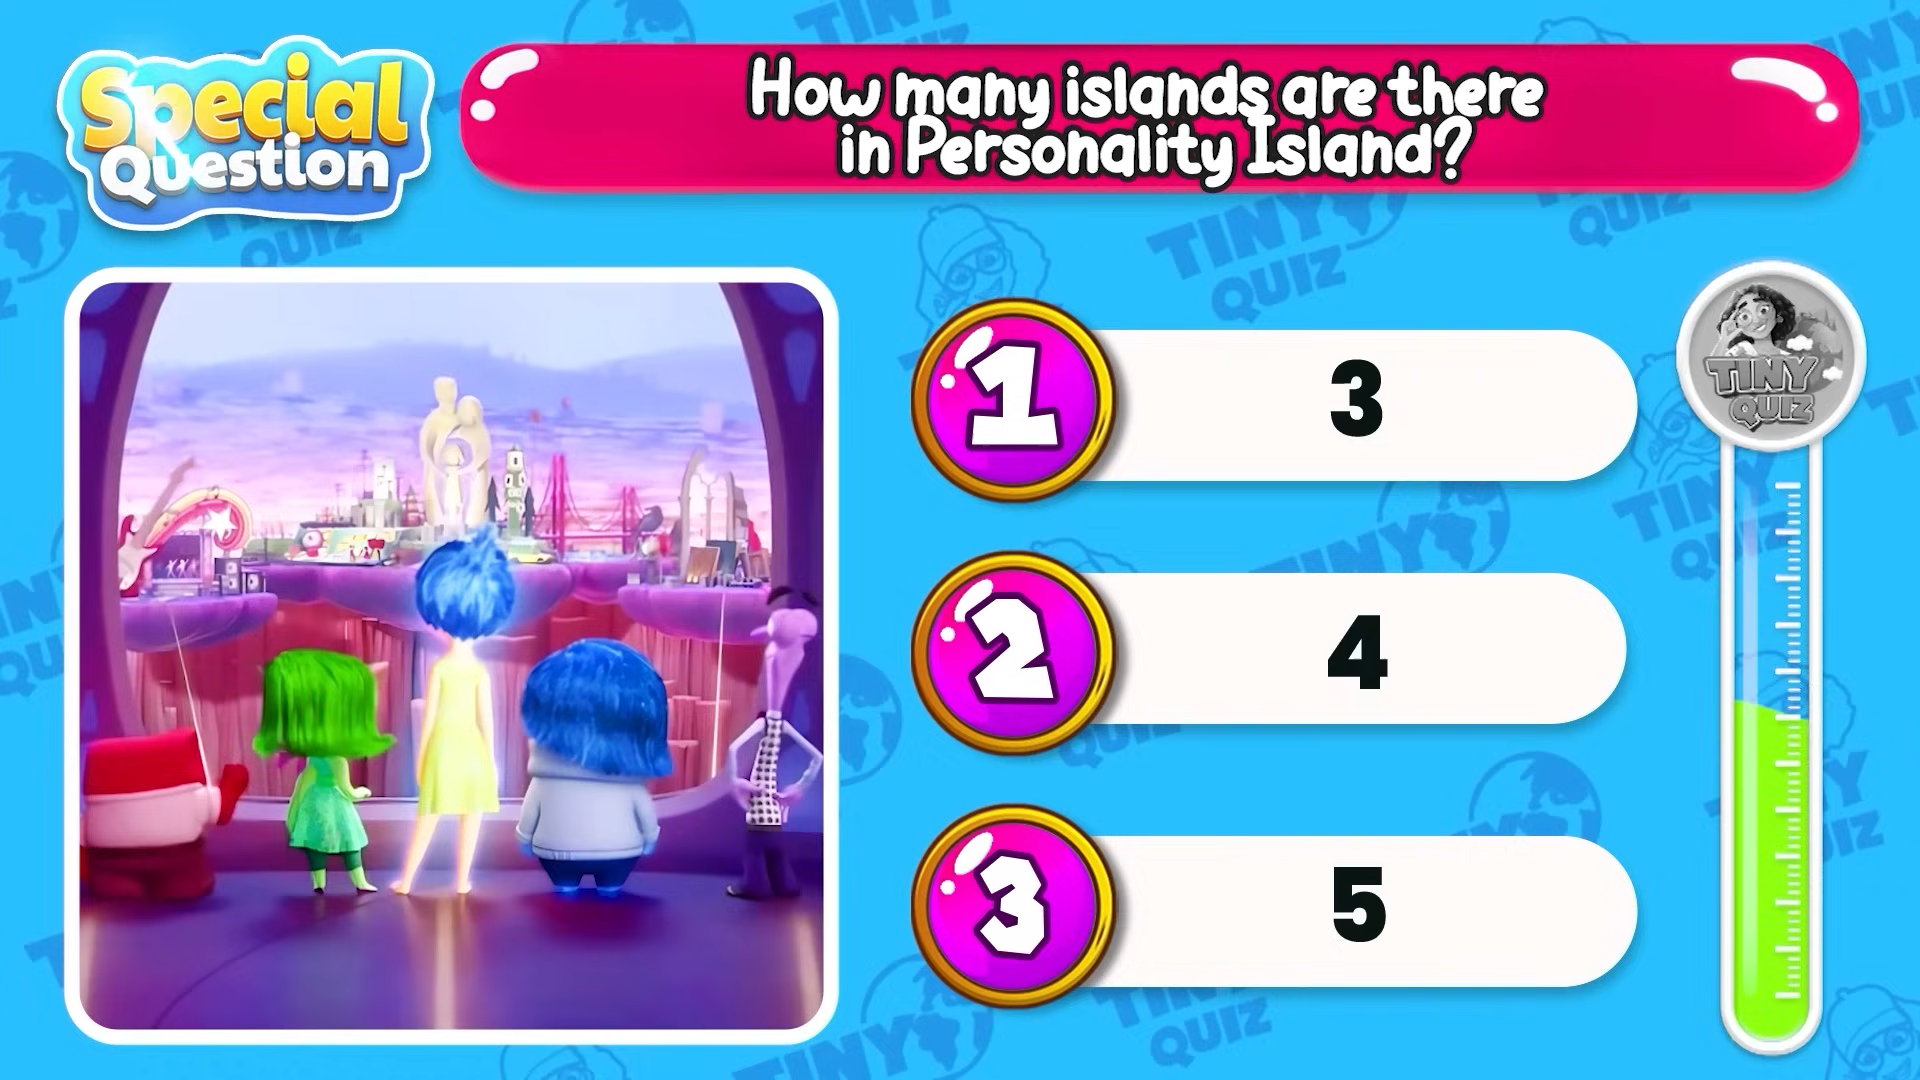 Special
Question
How many islands are there
in Personality Island?
1
3
2
4
3
5
TINY
QUIZ